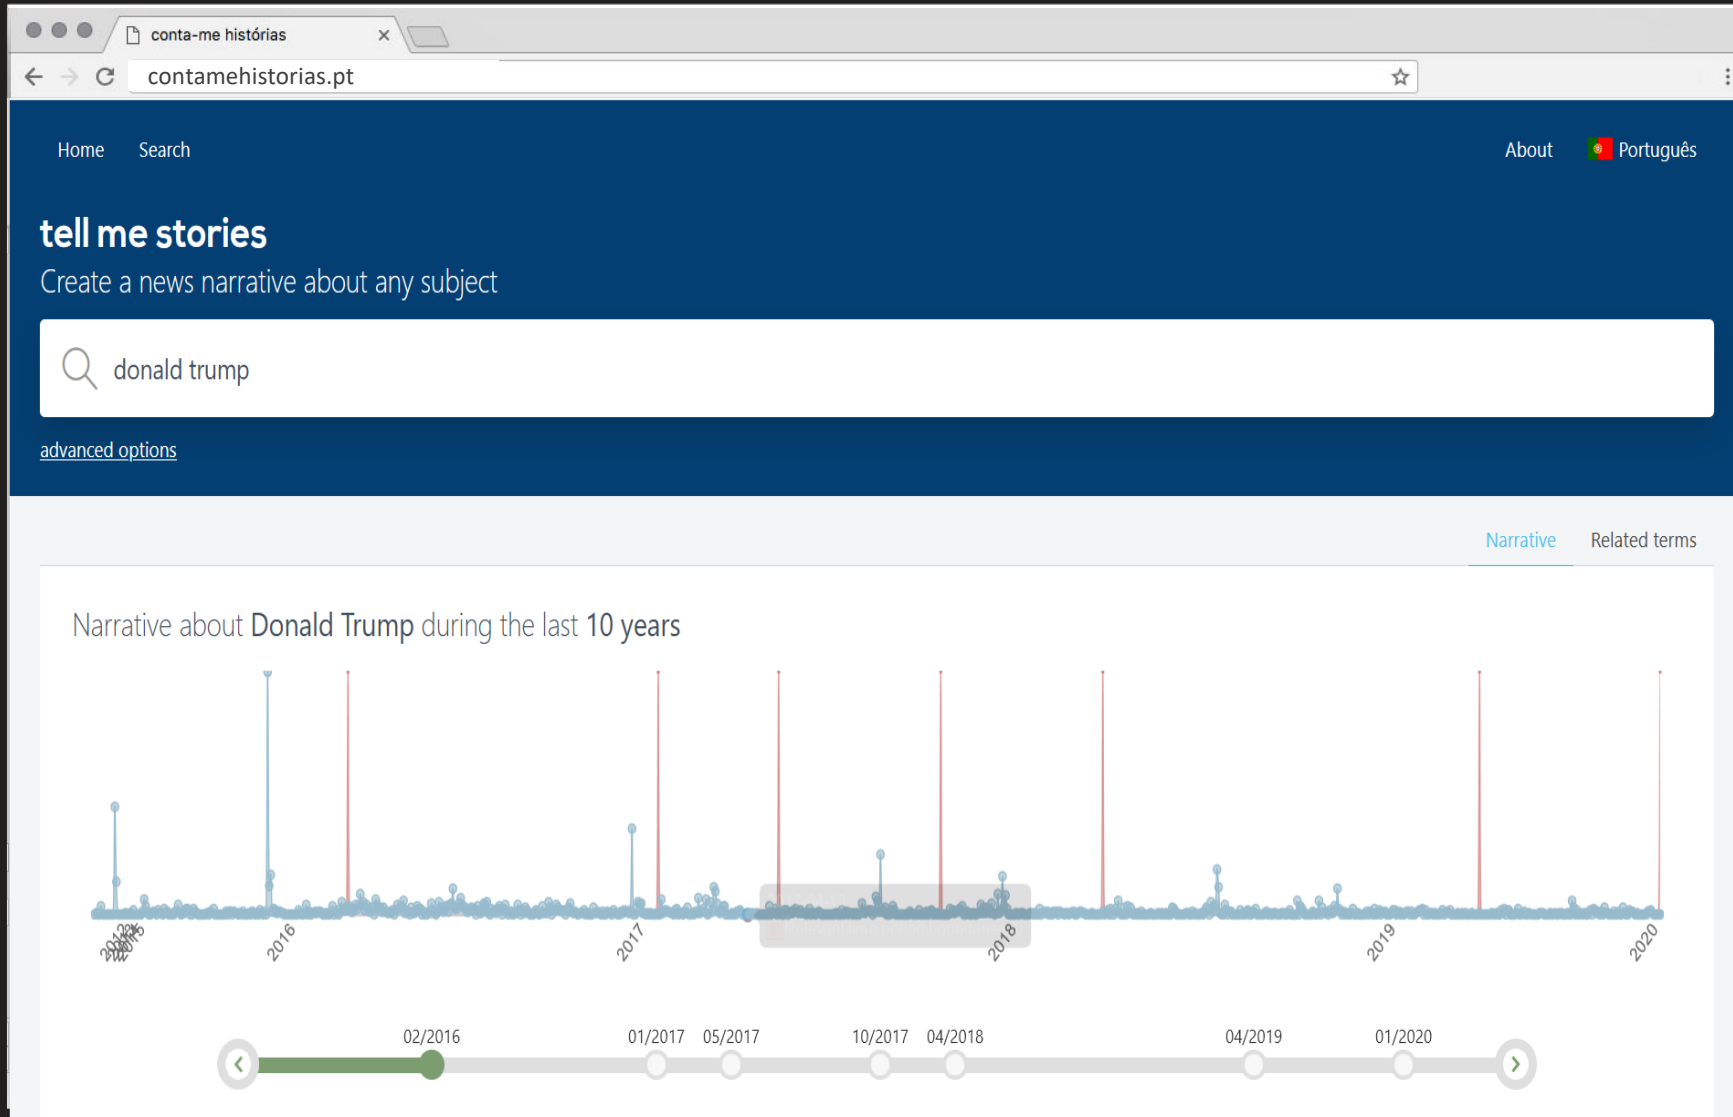 conta-me histórias
contamehistorias.pt
Home Search About Português
tell me stories
Create a news narrative about any subject
donald trump
advanced options
Narrative Related terms
Narrative about Donald Trump during the last 10 years
2012 2015 2016 2017 2018 2019 2020
02/2016 01/2017 05/2017 10/2017 04/2018 04/2019 01/2020